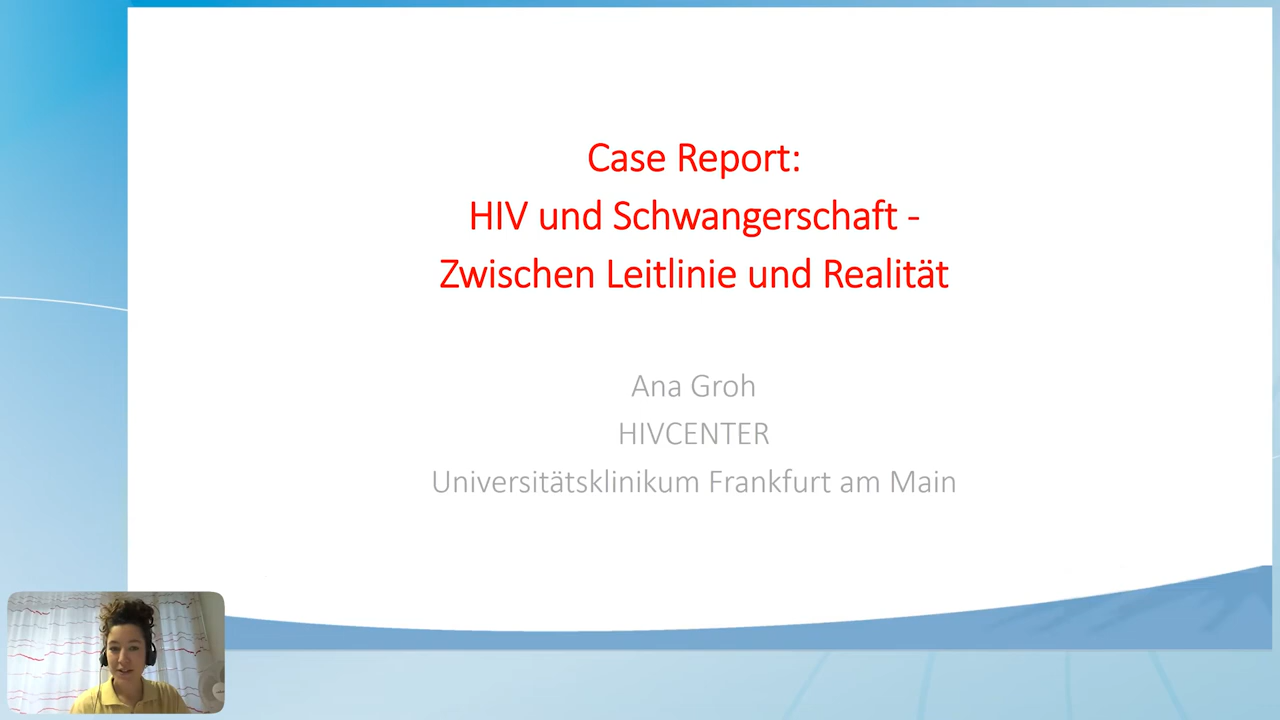 Case Report:
HIV und Schwangerschaft -
Zwischen Leitlinie und Realität
Ana Groh
HIVCENTER
Universitätsklinikum Frankfurt am Main